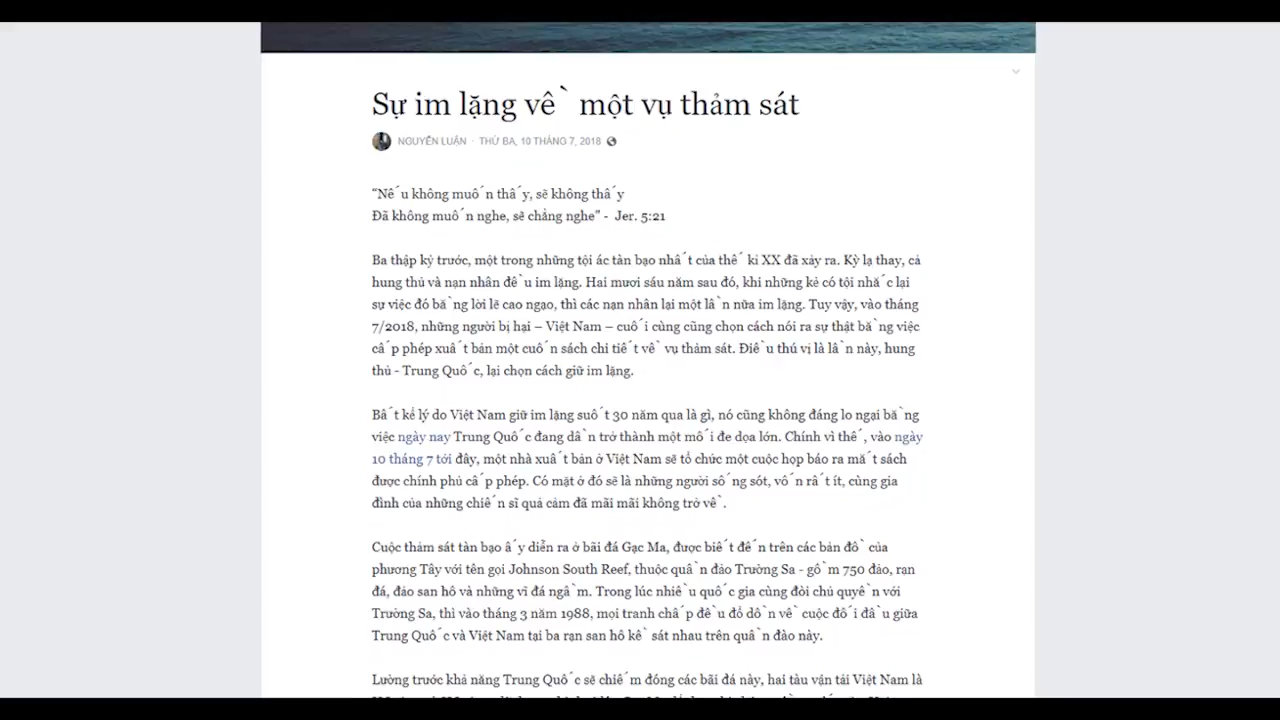 Sự im lặng về một vụ thảm sát
NGUYỄN LUẬN · THỨ BA, 10 THÁNG 7, 2018
“Nếu không muốn thấy, sẽ không thấy
Đã không muốn nghe, sẽ chẳng nghe” - Jer. 5:21
Ba thập kỷ trước, một trong những tội ác tàn bạo nhất của thế kỉ XX đã xảy ra. Kỳ lạ thay, cả
hung thủ và nạn nhân đều im lặng. Hai mươi sáu năm sau đó, khi những kẻ có tội nhắc lại
sự việc đó bằng lời lẽ cao ngạo, thì các nạn nhân lại một lần nữa im lặng. Tuy vậy, vào tháng
7/2018, những người bị hại – Việt Nam – cuối cùng cũng chọn cách nói ra sự thật bằng việc
cấp phép xuất bản một cuốn sách chi tiết về vụ thảm sát. Điều thú vị là lần này, hung
thủ - Trung Quốc, lại chọn cách giữ im lặng.
Bất kể lý do Việt Nam giữ im lặng suốt 30 năm qua là gì, nó cũng không đáng lo ngại bằng
việc ngày nay Trung Quốc đang dần trở thành một mối đe dọa lớn. Chính vì thế, vào ngày
10 tháng 7 tới đây, một nhà xuất bản ở Việt Nam sẽ tổ chức một cuộc họp báo ra mắt sách
được chính phủ cấp phép. Có mặt ở đó sẽ là những người sống sót, vốn rất ít, cùng gia
đình của những chiến sĩ quả cảm đã mãi mãi không trở về.
Cuộc thảm sát tàn bạo ấy diễn ra ở bãi đá Gạc Ma, được biết đến trên các bản đồ của
phương Tây với tên gọi Johnson South Reef, thuộc quần đảo Trường Sa - gồm 750 đảo, rạn
đá, đảo san hô và những vỉ đá ngầm. Trong lúc nhiều quốc gia cùng đòi chủ quyền với
Trường Sa, thì vào tháng 3 năm 1988, mọi tranh chấp đều đổ dồn về cuộc đối đầu giữa
Trung Quốc và Việt Nam tại ba rạn san hô kề sát nhau trên quần đảo này.
Lường trước khả năng Trung Quốc sẽ chiếm đóng các bãi đá này, hai tàu vận tải Việt Nam là